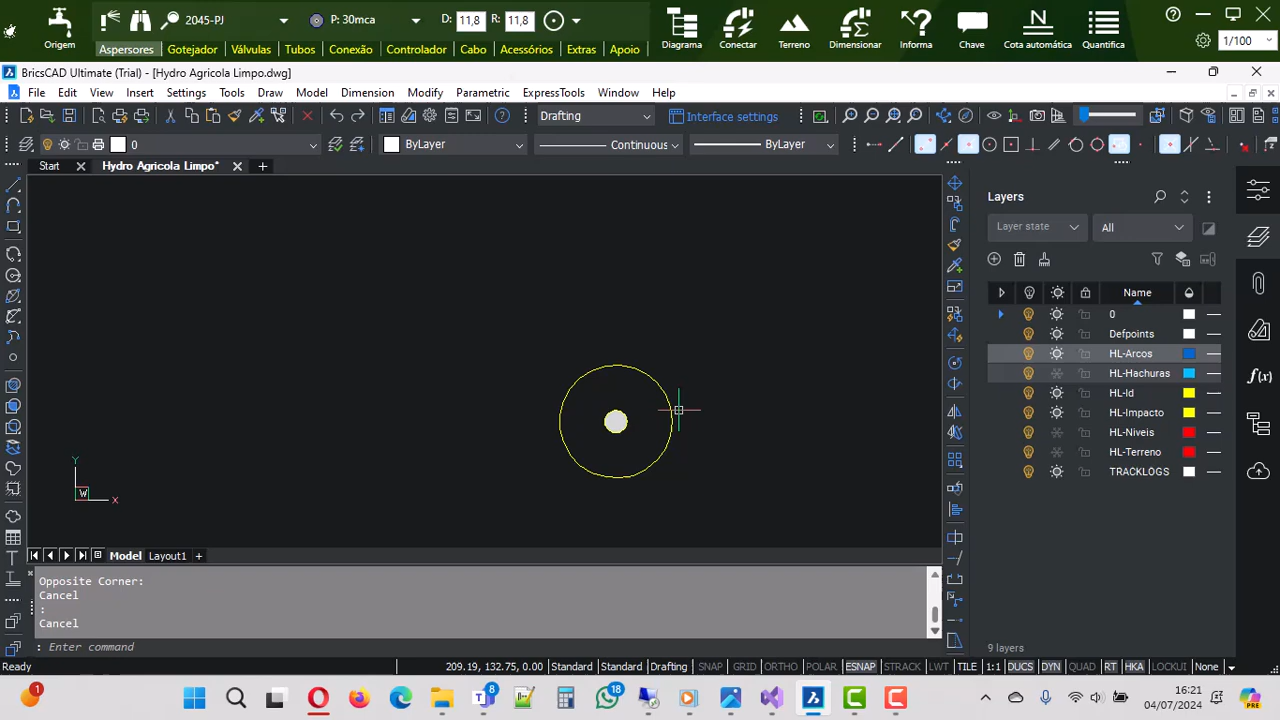 2045-PJ P: 30mca D: 11,8 R: 11,8 1/100
Origem Aspersores Gotejador Válvulas Tubos Conexão Controlador Cabo Acessórios Extras Apoio Diagrama Conectar Terreno Dimensionar Informa Chave Cota automática Quantifica
BricsCAD Ultimate (Trial) - [Hydro Agricola Limpo.dwg]
File Edit View Insert Settings Tools Draw Model Dimension Modify Parametric ExpressTools Window Help
Drafting Interface settings
0 ByLayer Continuous ByLayer
Start Hydro Agricola Limpo*
Layers
Layer state All
Name
0
Defpoints
HL-Arcos
HL-Hachuras
HL-Id
HL-Impacto
HL-Niveis
HL-Terreno
TRACKLOGS
Y
W X
Model Layout1
Opposite Corner:
Cancel
:
Cancel
: Enter command
9 layers
Ready 209.19, 132.75, 0.00 Standard Standard Drafting SNAP GRID ORTHO POLAR ESNAP STRACK LWT TILE 1:1 DUCS DYN QUAD RT HKA LOCKUI None
1 8 18 16:21
04/07/2024 PRE